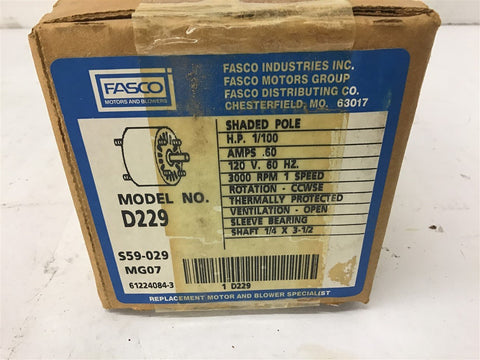 FASCO
MOTORS AND BLOWERS
FASCO INDUSTRIES INC.
FASCO MOTORS GROUP
FASCO DISTRIBUTING CO.
CHESTERFIELD, MO. 63017
MODEL NO.
D229
S59-029
MG07
61224084-3
SHADED POLE
H.P. 1/100
AMPS .60
120 V. 60 HZ.
3000 RPM 1 SPEED
ROTATION - CCWSE
THERMALLY PROTECTED
VENTILATION - OPEN
SLEEVE BEARING
SHAFT 1/4 X 3-1/2
1 D229
REPLACEMENT MOTOR AND BLOWER SPECIALIST